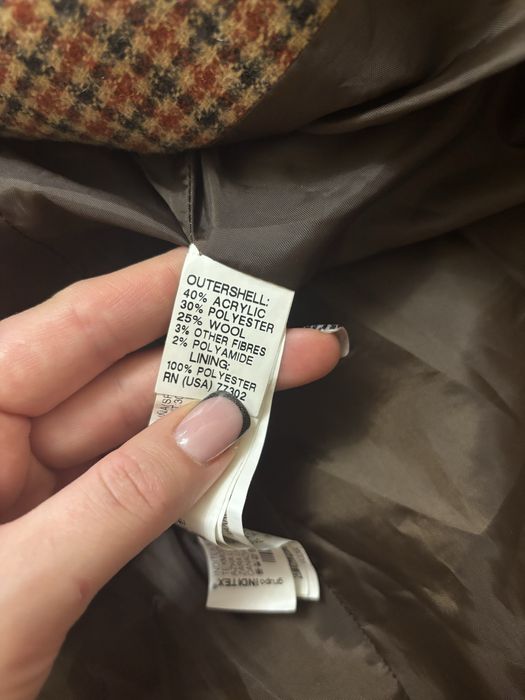 OUTERSHELL:
40% ACRYLIC
30% POLYESTER
25% WOOL
3% OTHER FIBRES
2% POLYAMIDE
LINING:
100% POLYESTER
RN (USA) 77302
grupo INDITEX